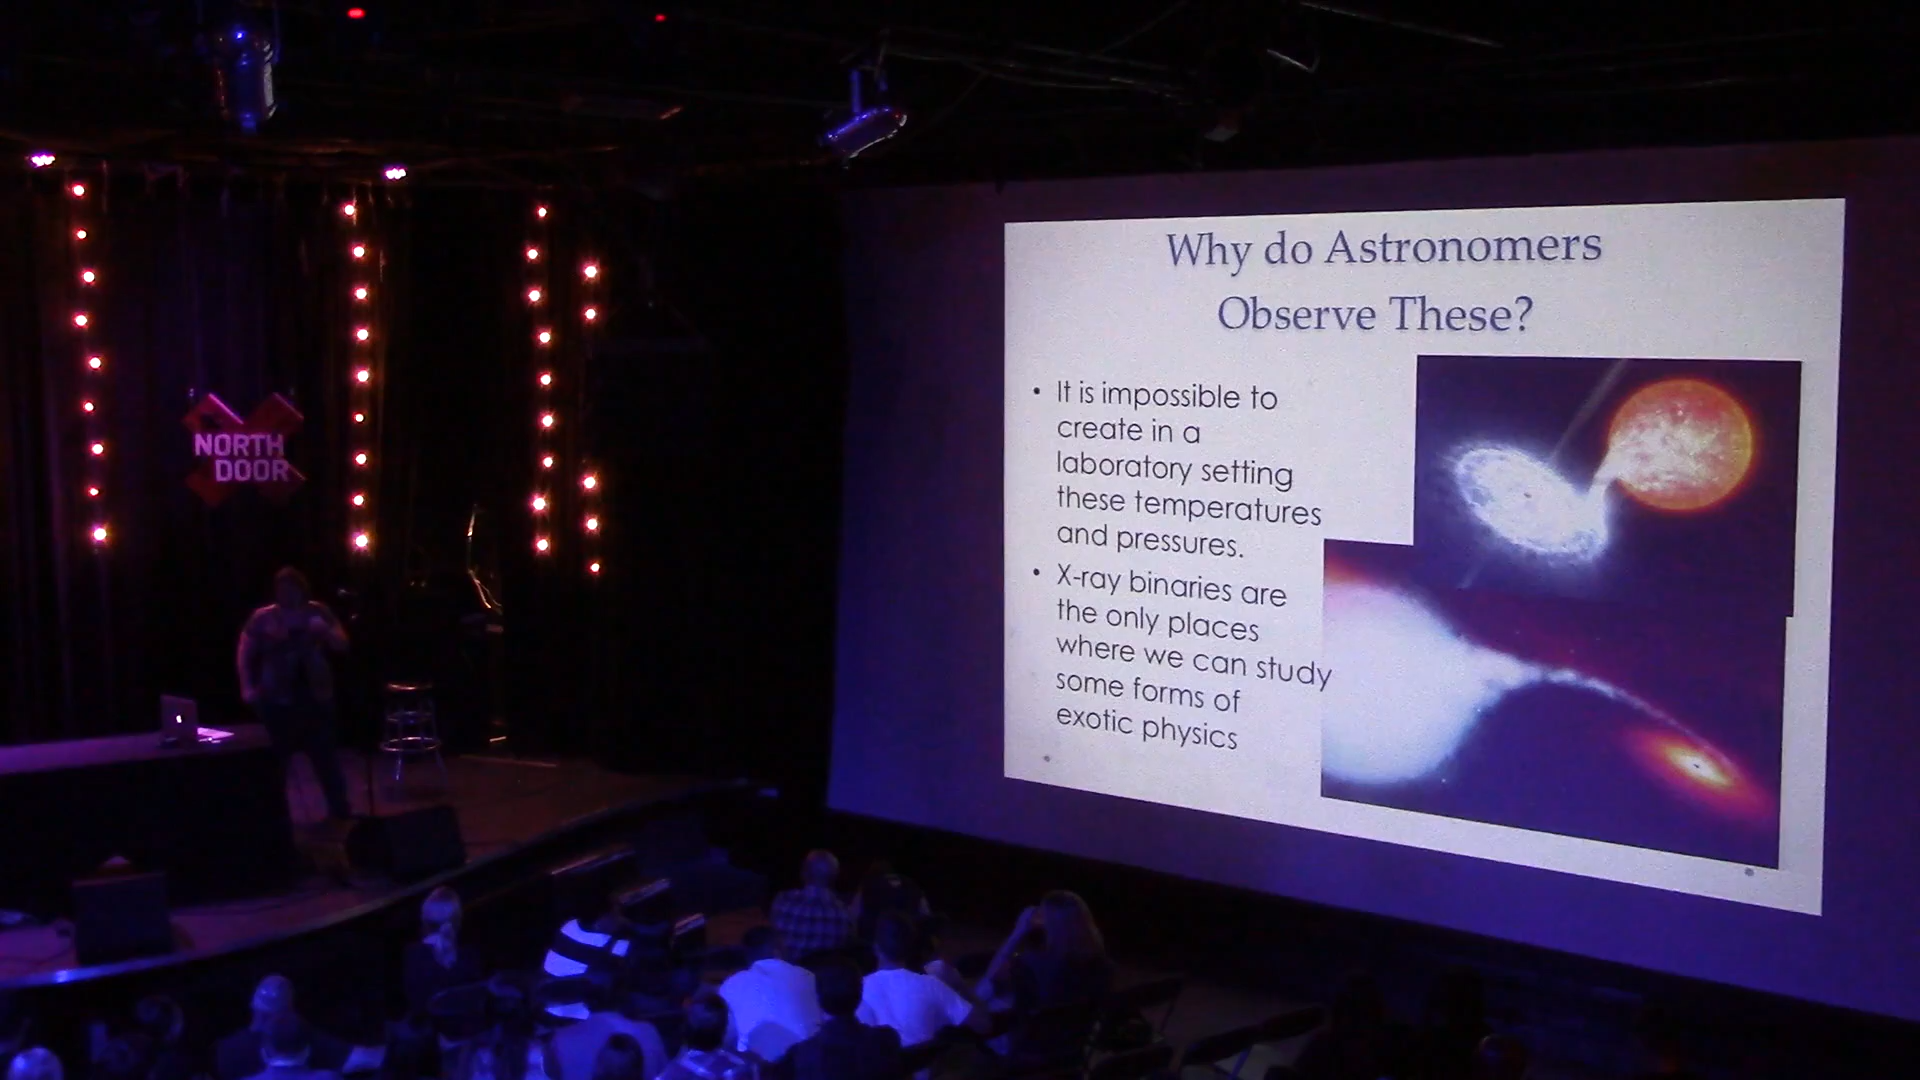 Why do Astronomers
Observe These?
• It is impossible to
create in a
laboratory setting
these temperatures
and pressures.
• X-ray binaries are
the only places
where we can study
some forms of
exotic physics
NORTH
DOOR